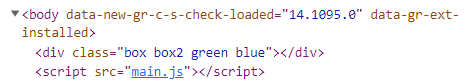 ▼<body data-new-gr-c-s-check-loaded="14.1095.0" data-gr-ext-
installed>
<div class="box box2 green blue"></div>
<script src="main.js"></script>